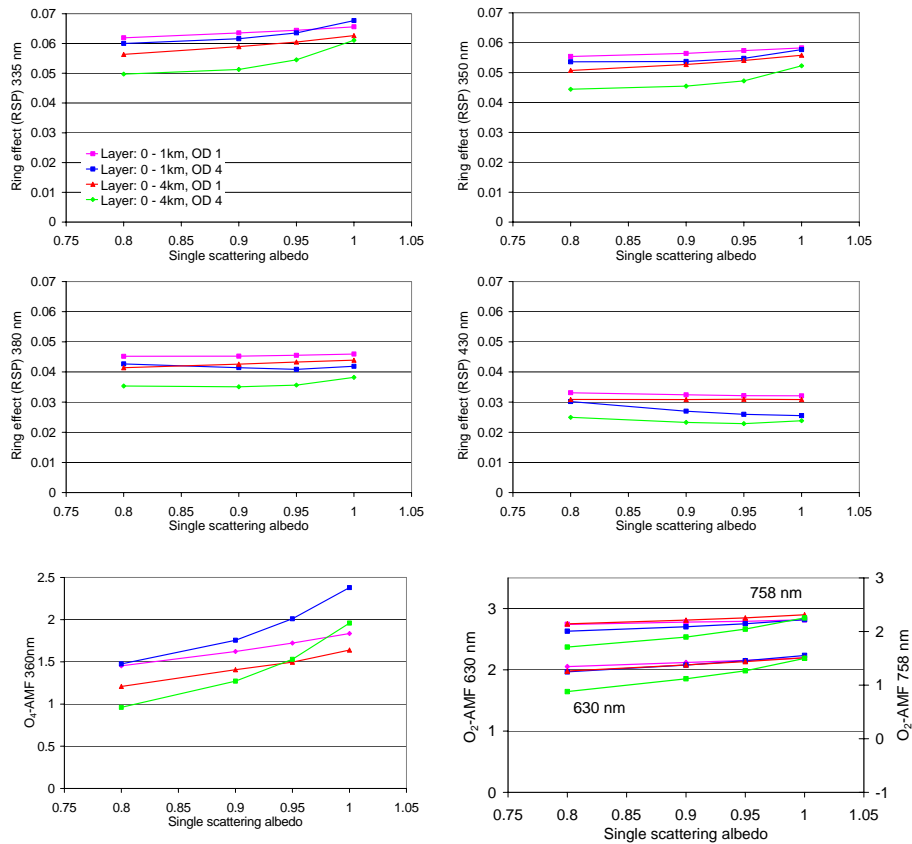 0.07
0.06
0.05
0.04
0.03
0.02
0.01
0
Ring effect (RSP) 335 nm
Layer: 0 - 1km, OD 1
Layer: 0 - 1km, OD 4
Layer: 0 - 4km, OD 1
Layer: 0 - 4km, OD 4
0.75 0.8 0.85 0.9 0.95 1 1.05
Single scattering albedo
0.07
0.06
0.05
0.04
0.03
0.02
0.01
0
Ring effect (RSP) 350 nm
0.75 0.8 0.85 0.9 0.95 1 1.05
Single scattering albedo
0.07
0.06
0.05
0.04
0.03
0.02
0.01
0
Ring effect (RSP) 380 nm
0.75 0.8 0.85 0.9 0.95 1 1.05
Single scattering albedo
0.07
0.06
0.05
0.04
0.03
0.02
0.01
0
Ring effect (RSP) 430 nm
0.75 0.8 0.85 0.9 0.95 1 1.05
Single scattering albedo
2.5
2
1.5
1
0.5
0
O₄-AMF 360nm
0.75 0.8 0.85 0.9 0.95 1 1.05
Single scattering albedo
3
2
1
0
O₂-AMF 630 nm
758 nm
630 nm
3
2
1
0
-1
O₂-AMF 758 nm
0.75 0.8 0.85 0.9 0.95 1 1.05
Single scattering albedo